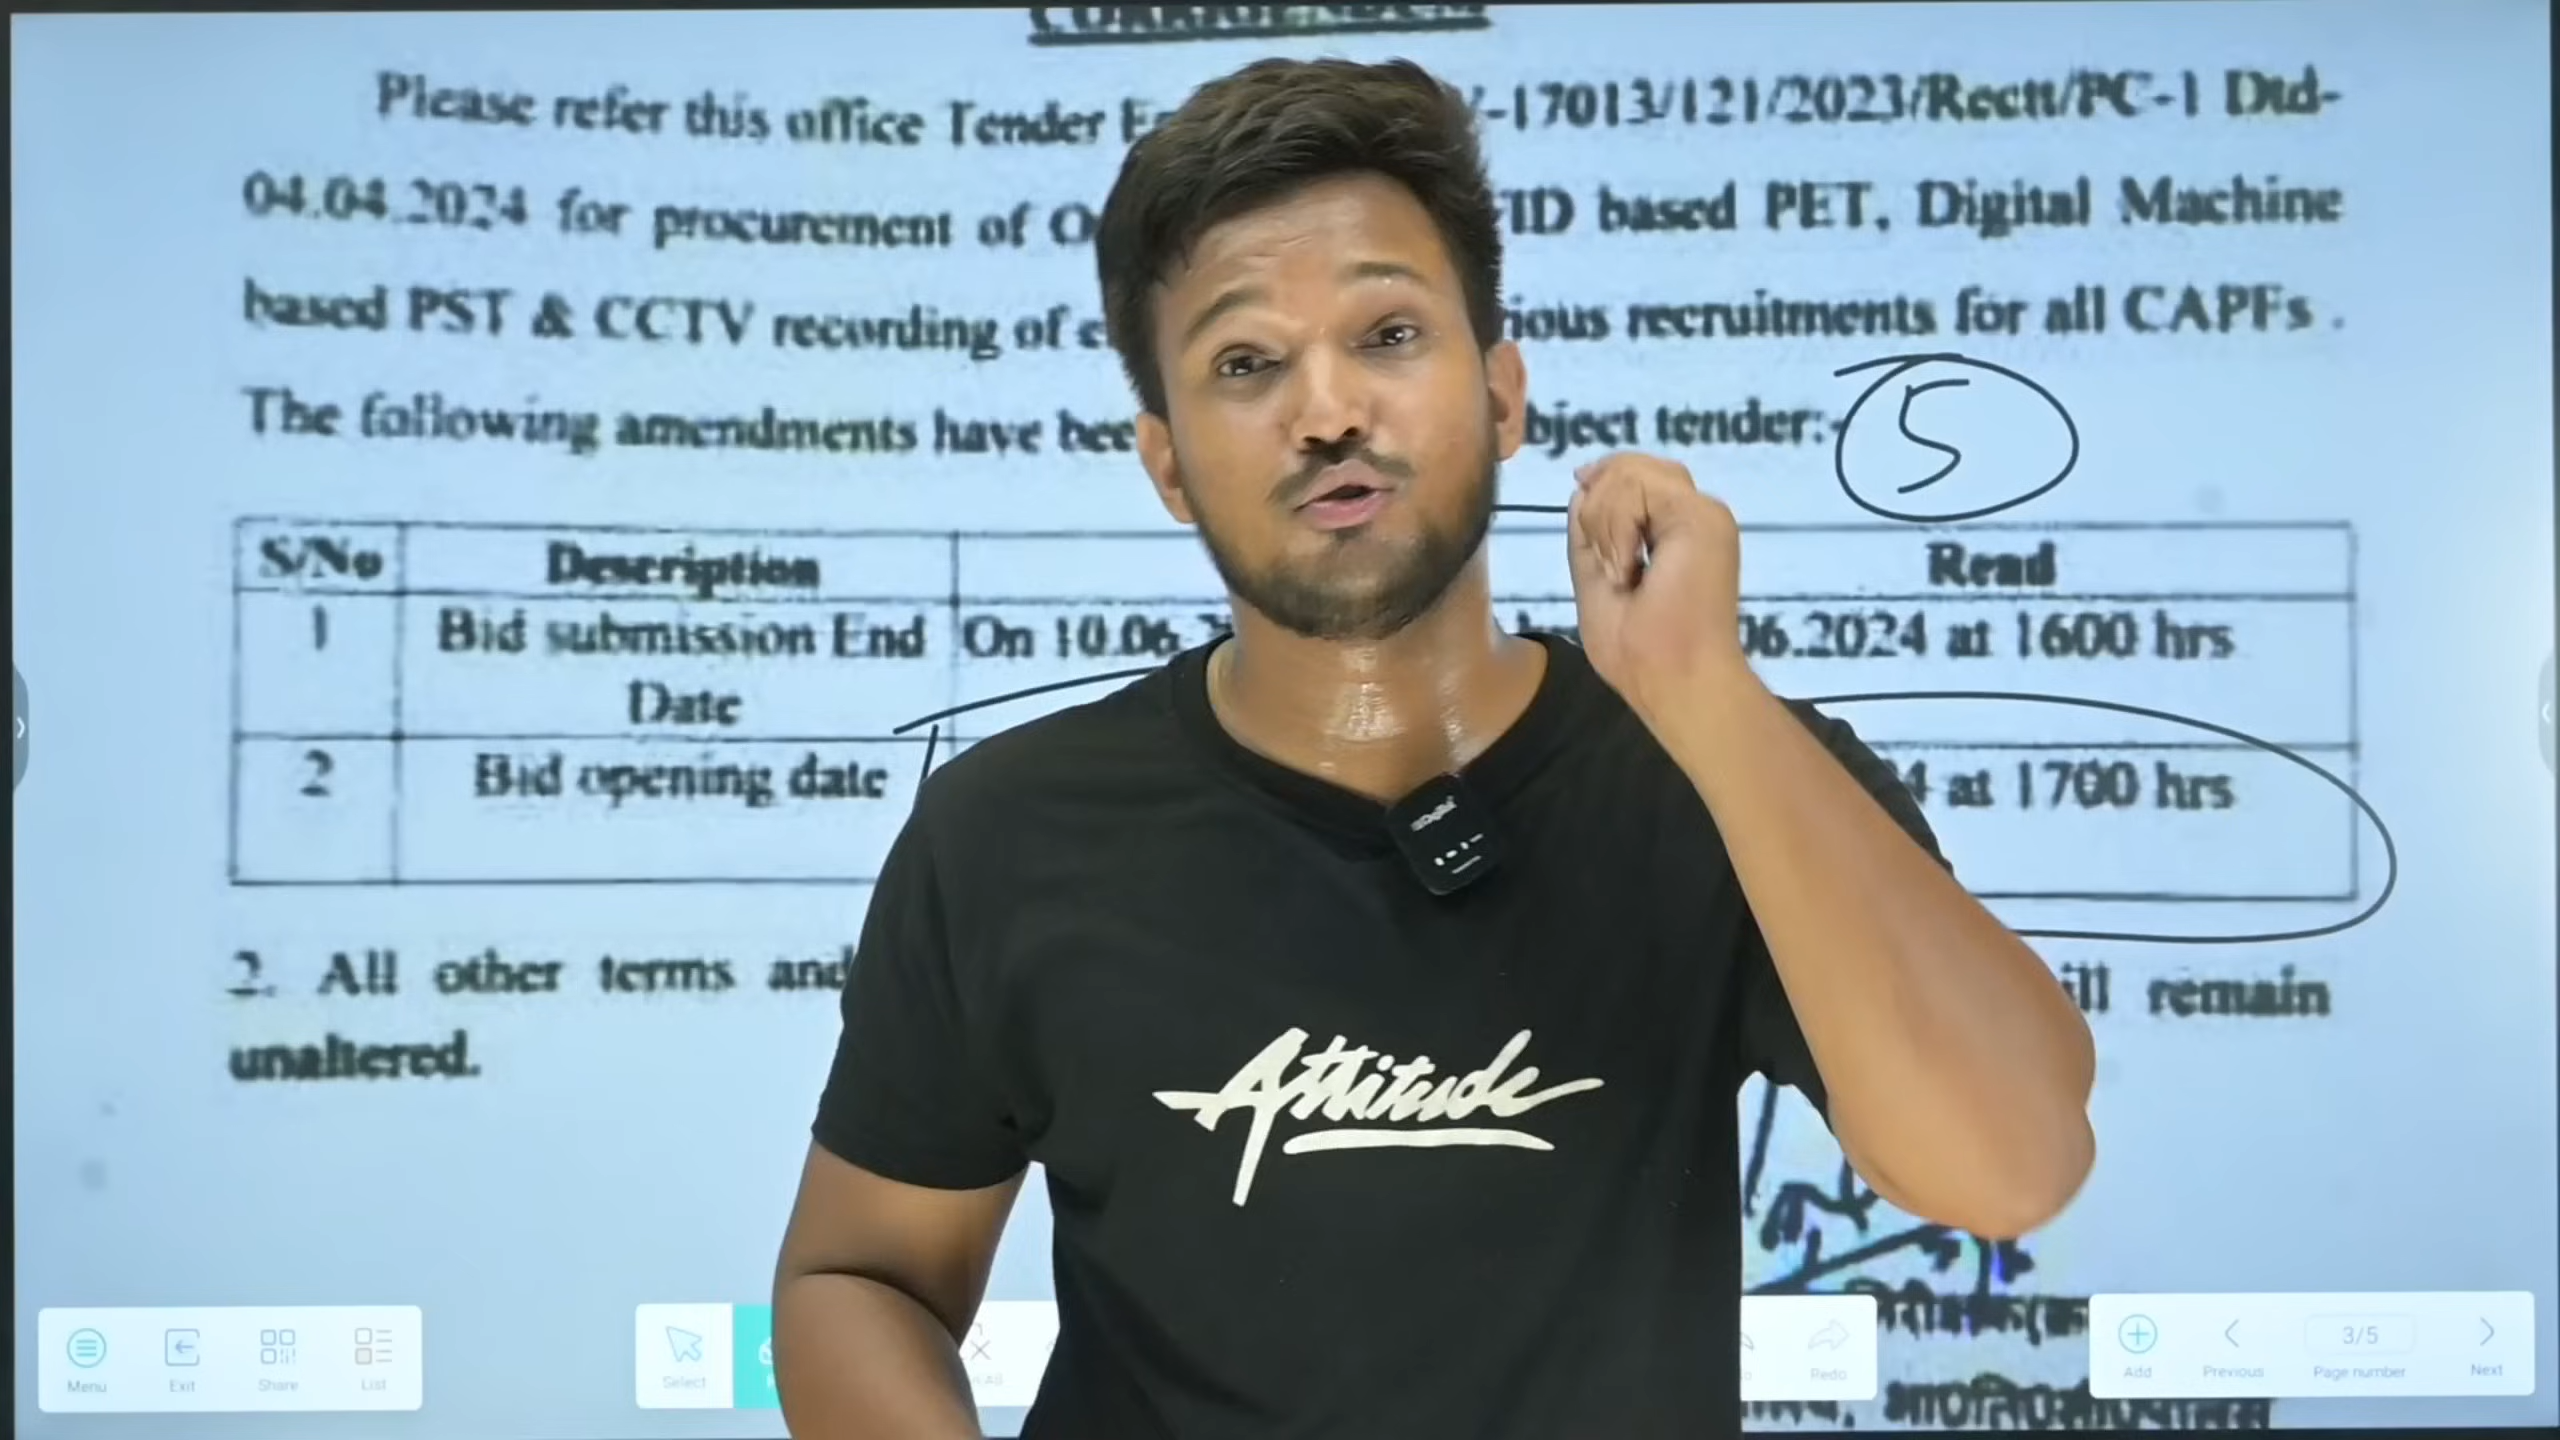 CORRIGENDUM
Please refer this office Tender -17013/121/2023/Rectt/PC-1 Dtd-
04.04.2024 for procurement of ID based PET, Digital Machine
based PST & CCTV recording of recruitments for all CAPFs .
The following amendments have tender:-
5
S/No Description Read
1 Bid submission End On 10.06. 06.2024 at 1600 hrs
Date
2 Bid opening date 4 at 1700 hrs
2. All other terms and remain
unaltered.
Attitude
Menu Exit Share List Select Redo Add Previous 3/5 Page number Next